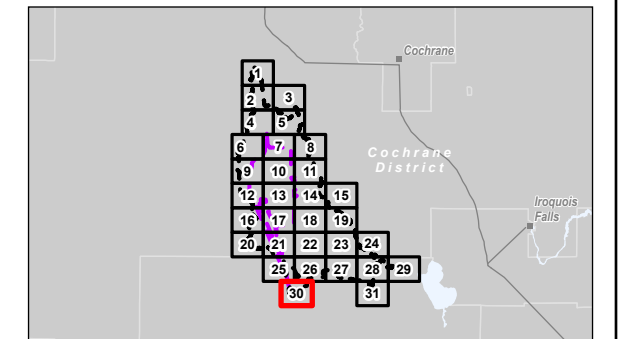 Cochrane
1
2 3
4 5
6 7 8
Cochrane
District
9 10 11
12 13 14 15
Iroquois
Falls
16 17 18 19
20 21 22 23 24
25 26 27 28 29
30 31